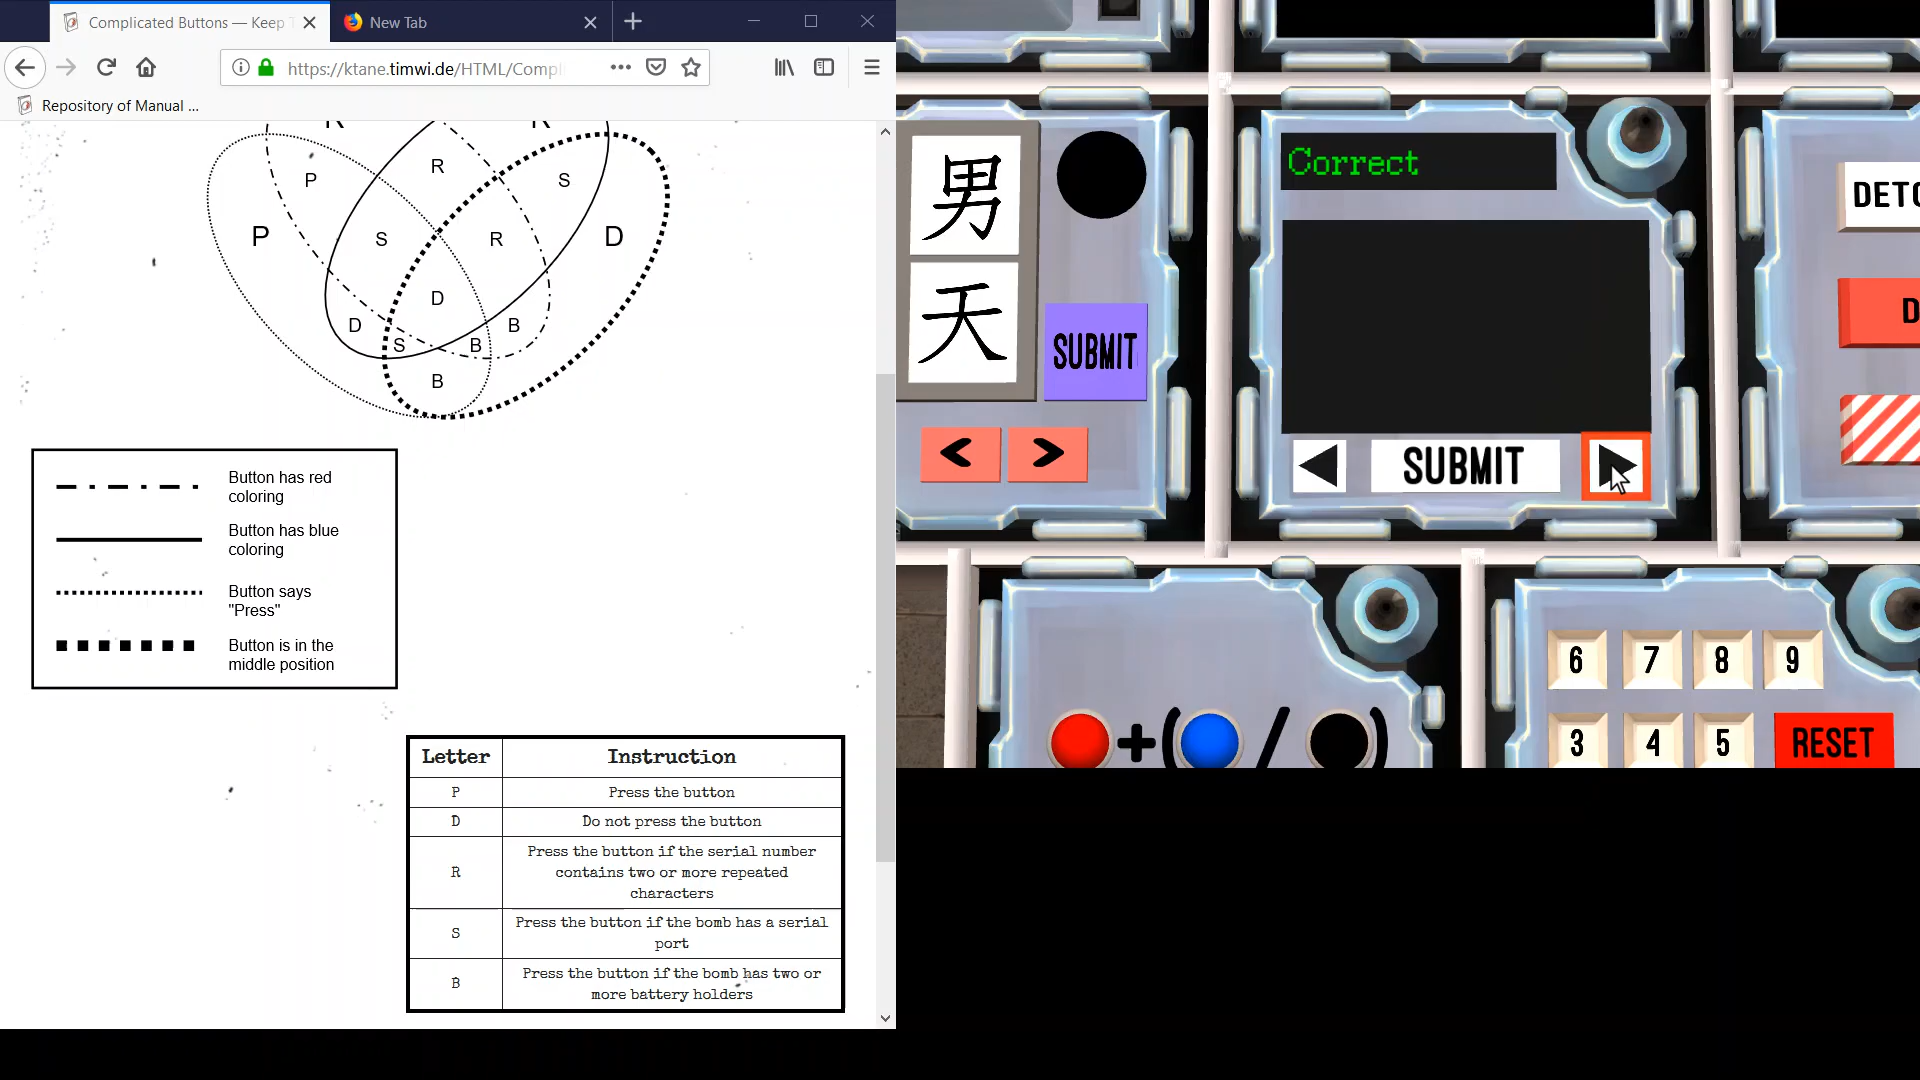 Complicated Buttons — Keep T
New Tab
https://ktane.timwi.de/HTML/Compl
Repository of Manual ...
R
R
P
R
S
P
S
R
D
D
D
B
S
B
B
Button has red
coloring
Button has blue
coloring
Button says
"Press"
Button is in the
middle position
Letter Instruction
P Press the button
D Do not press the button
R Press the button if the serial number
contains two or more repeated
characters
S Press the button if the bomb has a serial
port
B Press the button if the bomb has two or
more battery holders
男
天
SUBMIT
< >
Correct
SUBMIT
DETO
D
+ ( / )
6 7 8 9
3 4 5 RESET